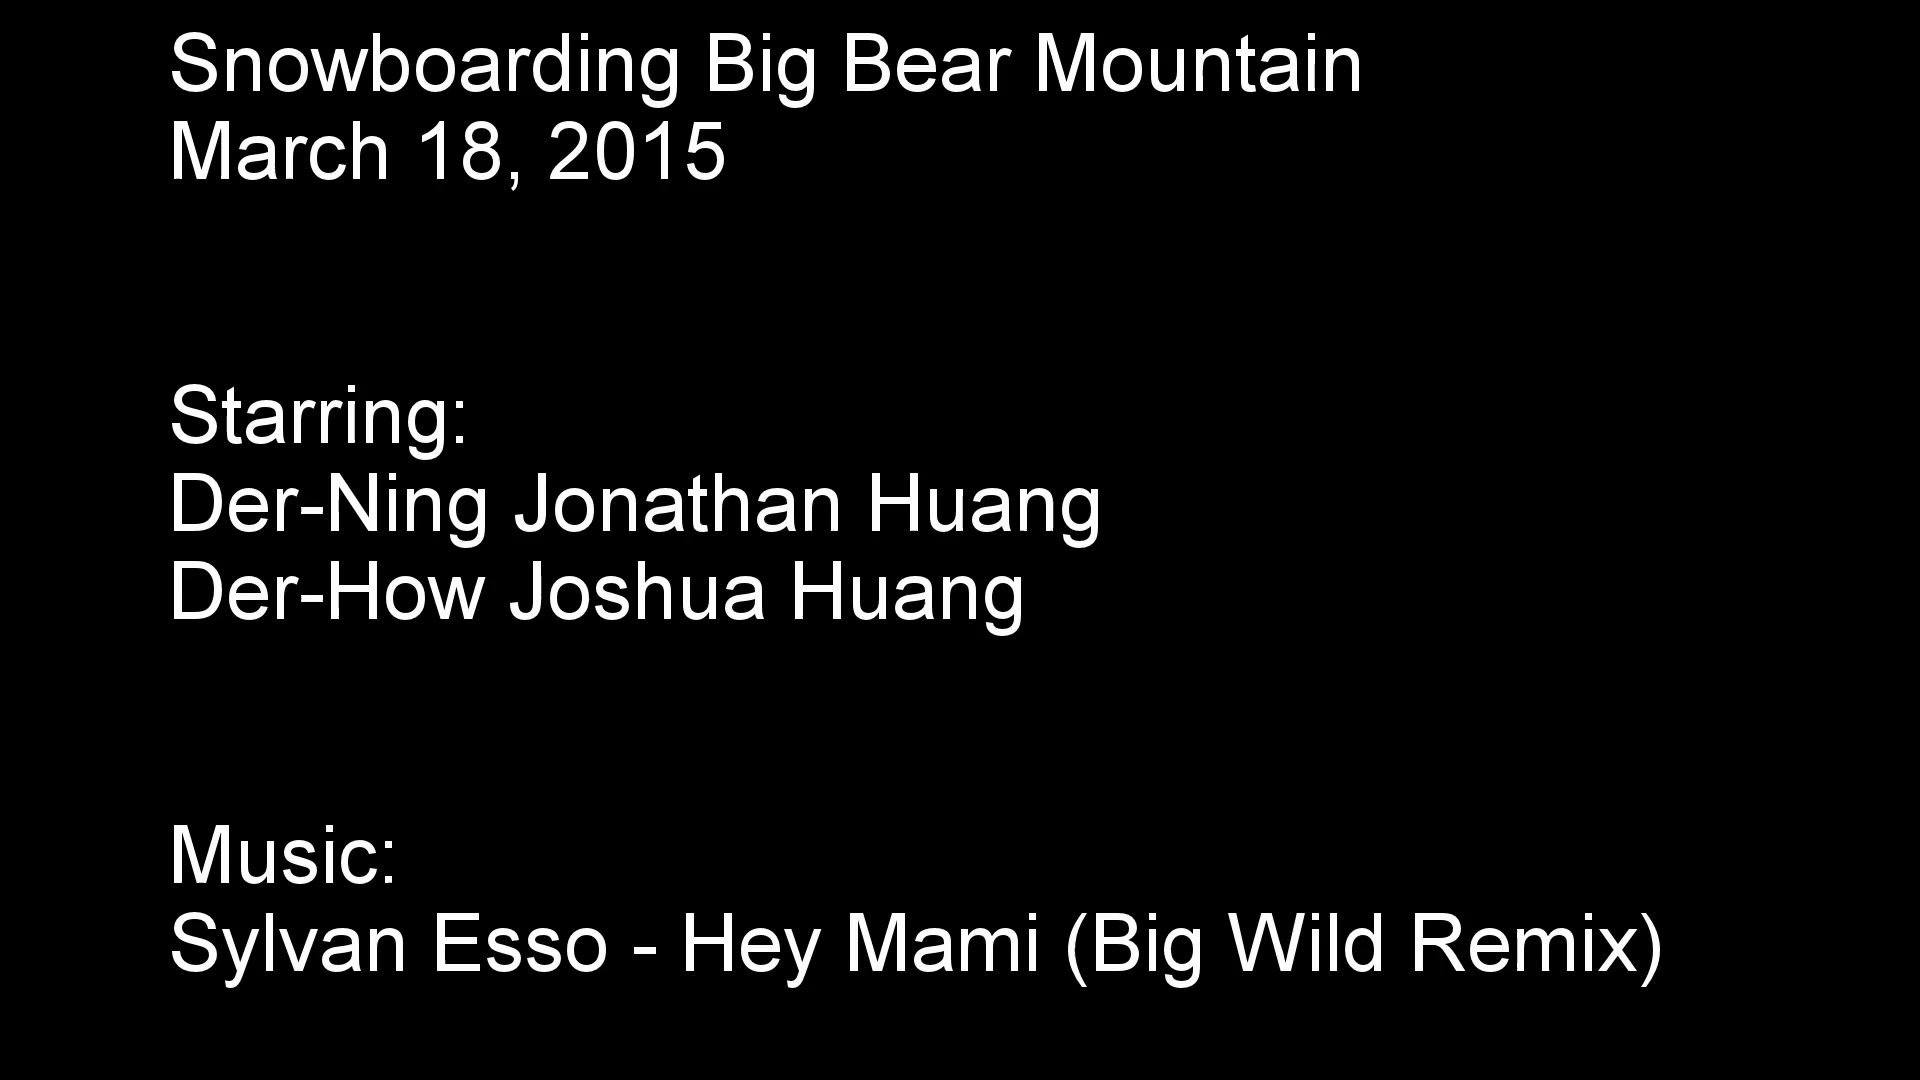 Snowboarding Big Bear Mountain
March 18, 2015
Starring:
Der-Ning Jonathan Huang
Der-How Joshua Huang
Music:
Sylvan Esso - Hey Mami (Big Wild Remix)